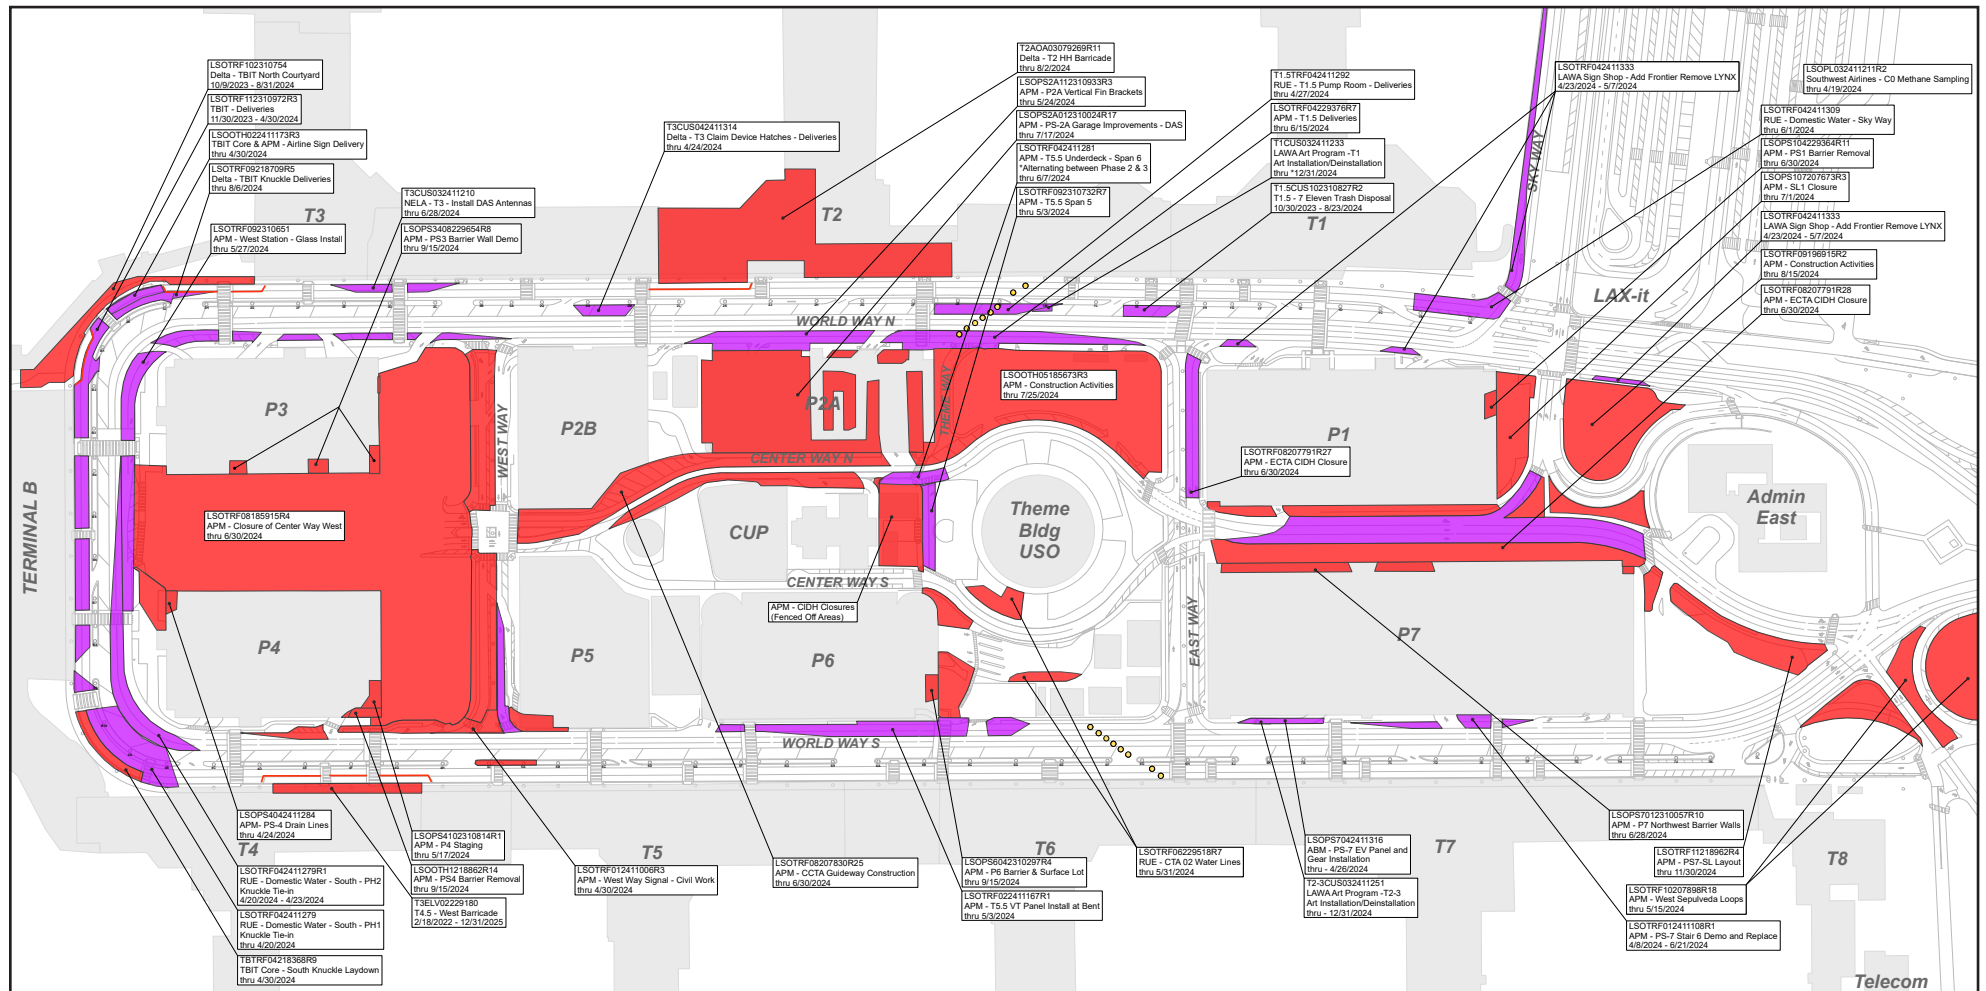 LSOTRF102310754
Delta - TBIT North Courtyard
10/9/2023 - 8/31/2024
LSOTRF112310972R3
TBIT - Deliveries
11/30/2023 - 4/30/2024
LSOOTH022411173R3
TBIT Core & APM - Airline Sign Delivery
thru 4/30/2024
LSOTRF09218709R5
Delta - TBIT Knuckle Deliveries
thru 8/6/2024
LSOTRF092310651
APM - West Station - Glass Install
thru 5/27/2024
T3CUS032411210
NELA - T3 - Install DAS Antennas
thru 6/28/2024
LSOPS3408229654R8
APM - PS3 Barrier Wall Demo
thru 9/15/2024
T3CUS042411314
Delta - T3 Claim Device Hatches - Deliveries
thru 4/24/2024
T2AOA03079269R11
Delta - T2 HH Barricade
thru 8/2/2024
LSOPS2A112310933R3
APM - P2A Vertical Fin Brackets
thru 5/24/2024
LSOPS2A012310024R17
APM - PS-2A Garage Improvements - DAS
thru 7/17/2024
LSOTRF042411281
APM - T5.5 Underdeck - Span 6
*Alternating between Phase 2 & 3
thru 6/7/2024
LSOTRF092310732R7
APM - T5.5 Span 5
thru 5/3/2024
T1.5TRF042411292
RUE - T1.5 Pump Room - Deliveries
thru 4/27/2024
LSOTRF04229376R7
APM - T1.5 Deliveries
thru 6/15/2024
T1CUS032411233
LAWA Art Program -T1
Art Installation/Deinstallation
thru *12/31/2024
T1.5CUS102310827R2
T1.5 - 7 Eleven Trash Disposal
10/30/2023 - 8/23/2024
LSOTRF042411333
LAWA Sign Shop - Add Frontier Remove LYNX
4/23/2024 - 5/7/2024
LSOPL032411211R2
Southwest Airlines - C0 Methane Sampling
thru 4/19/2024
LSOTRF042411309
RUE - Domestic Water - Sky Way
thru 6/1/2024
LSOPS104229364R11
APM - PS1 Barrier Removal
thru 6/30/2024
LSOPS107207673R3
APM - SL1 Closure
thru 7/1/2024
LSOTRF042411333
LAWA Sign Shop - Add Frontier Remove LYNX
4/23/2024 - 5/7/2024
LSOTRF09196915R2
APM - Construction Activities
thru 8/15/2024
LSOTRF08207791R28
APM - ECTA CIDH Closure
thru 6/30/2024
T3
T2
T1
SKY WAY
LAX-it
WORLD WAY N
P3
WEST WAY
P2B
P2A
THEME WAY
LSOOTH05185673R3
APM - Construction Activities
thru 7/25/2024
P1
CENTER WAY N
LSOTRF08207791R27
APM - ECTA CIDH Closure
thru 6/30/2024
TERMINAL B
LSOTRF08185915R4
APM - Closure of Center Way West
thru 6/30/2024
CUP
Theme
Bldg
USO
Admin
East
CENTER WAY S
APM - CIDH Closures
(Fenced Off Areas)
P4
P5
P6
EAST WAY
P7
WORLD WAY S
T4
T5
T6
T7
T8
LSOPS4042411284
APM- PS-4 Drain Lines
thru 4/24/2024
LSOTRF042411279R1
RUE - Domestic Water - South - PH2
Knuckle Tie-in
4/20/2024 - 4/23/2024
LSOTRF042411279
RUE - Domestic Water - South - PH1
Knuckle Tie-in
thru 4/20/2024
TBTRF04218368R9
TBIT Core - South Knuckle Laydown
thru 4/30/2024
LSOPS4102310814R1
APM - P4 Staging
thru 5/17/2024
LSOOTH1218862R14
APM - PS4 Barrier Removal
thru 9/15/2024
T3ELV02229180
T4.5 - West Barricade
2/18/2022 - 12/31/2025
LSOTRF012411006R3
APM - West Way Signal - Civil Work
thru 4/30/2024
LSOTRF08207830R25
APM - CCTA Guideway Construction
thru 6/30/2024
LSOPS6042310297R4
APM - P6 Barrier & Surface Lot
thru 9/15/2024
LSOTRF022411167R1
APM - T5.5 VT Panel Install at Bent
thru 5/3/2024
LSOTRF06229518R7
RUE - CTA 02 Water Lines
thru 5/31/2024
LSOPS7042411316
ABM - PS-7 EV Panel and
Gear Installation
thru - 4/26/2024
T2-3CUS032411251
LAWA Art Program -T2-3
Art Installation/Deinstallation
thru - 12/31/2024
LSOPS7012310057R10
APM - P7 Northwest Barrier Walls
thru 6/28/2024
LSOTRF11218962R4
APM - PS7-SL Layout
thru 11/30/2024
LSOTRF10207898R18
APM - West Sepulveda Loops
thru 5/15/2024
LSOTRF012411108R1
APM - PS-7 Stair 6 Demo and Replace
4/8/2024 - 6/21/2024
Telecom